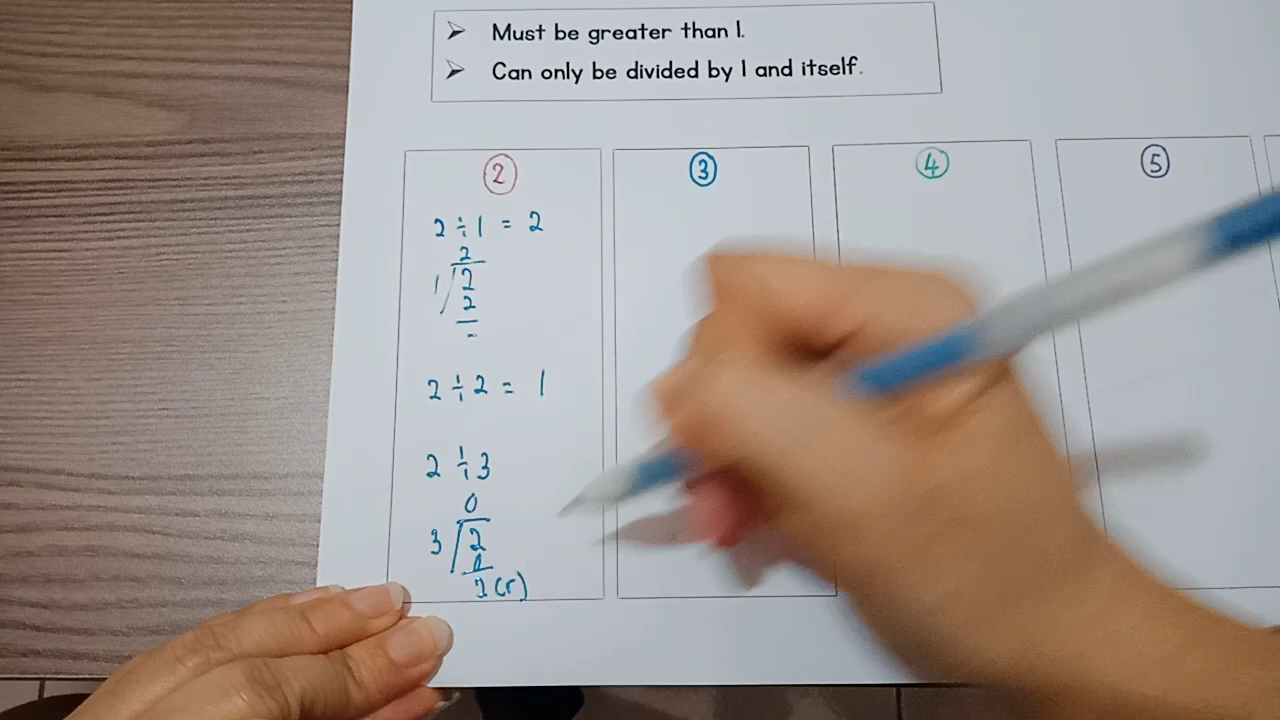 ➢ Must be greater than 1.
➢ Can only be divided by 1 and itself.
② ③ ④ ⑤
2 ÷ 1 = 2
2
1 2
2
-
2 ÷ 2 = 1
2 ÷ 3
0
3 2
0
2 (r)